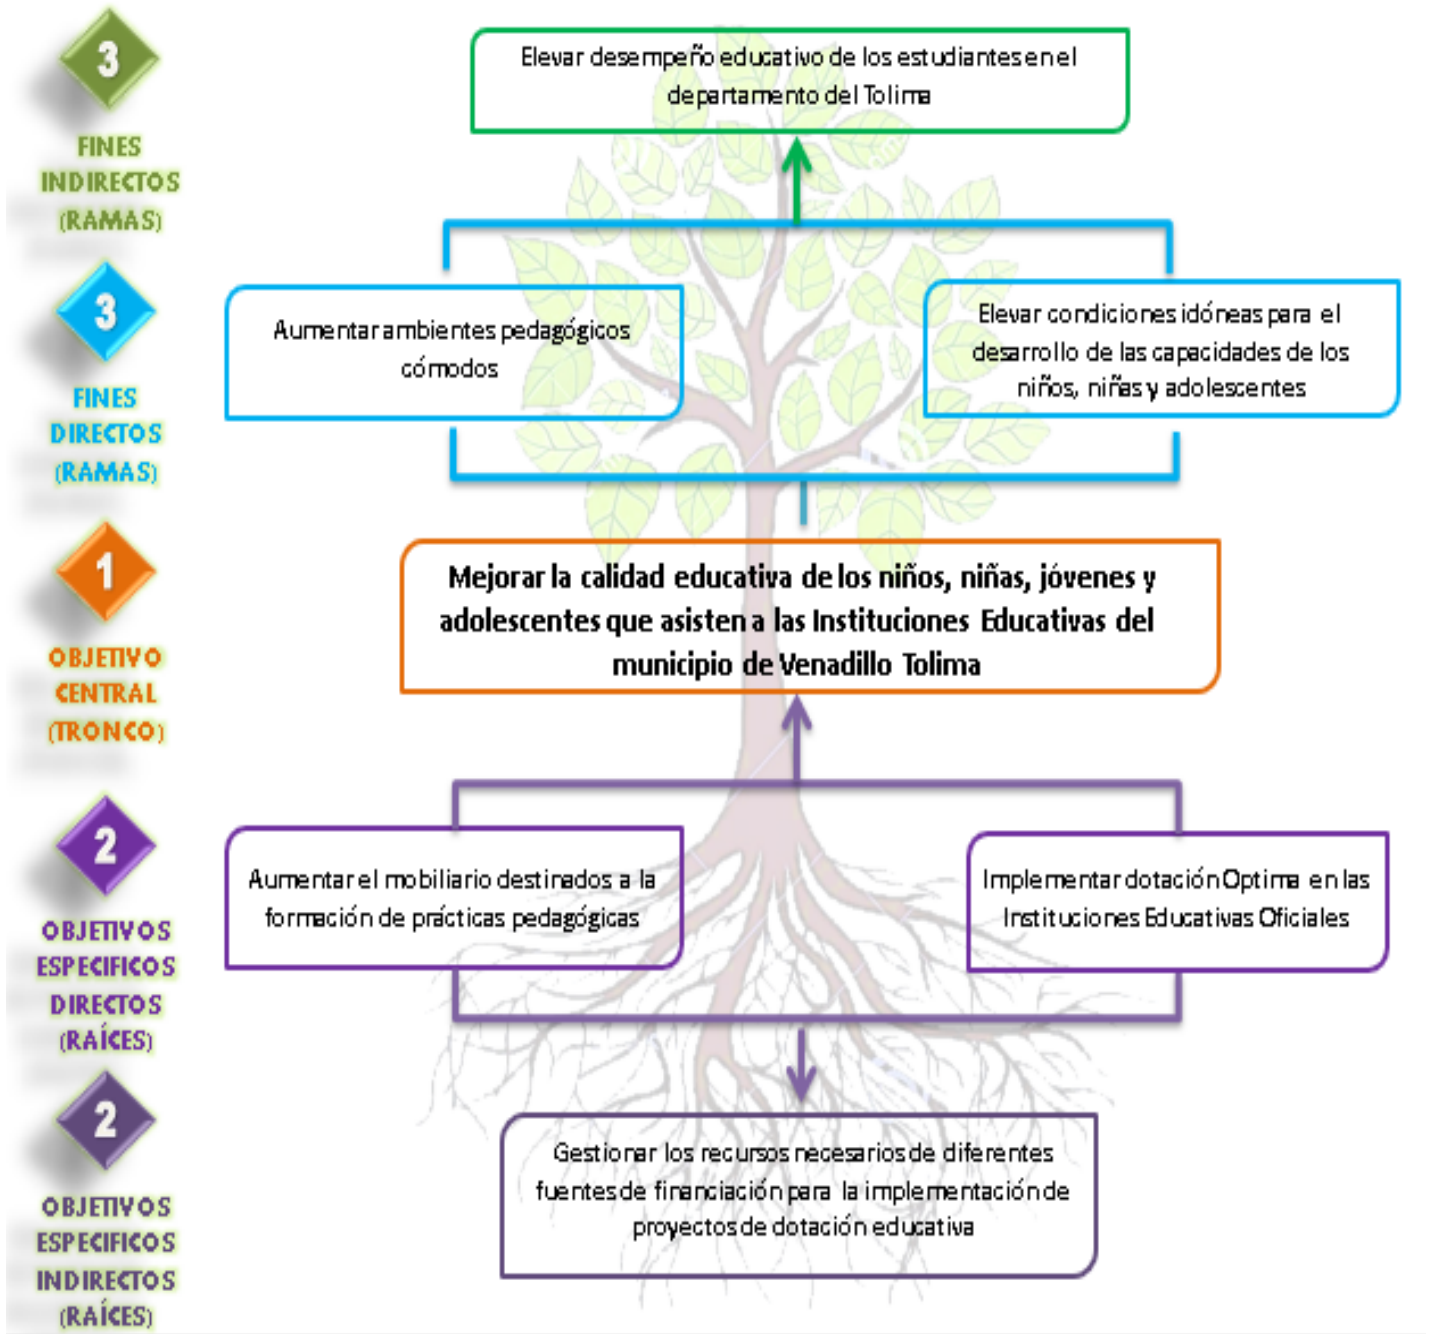 3
FINES
INDIRECTOS
(RAMAS)
Elevar desempeño educativo de los estudiantes en el
departamento del Tolima
3
FINES
DIRECTOS
(RAMAS)
Aumentar ambientes pedagógicos
cómodos
Elevar condiciones idóneas para el
desarrollo de las capacidades de los
niños, niñas y adolescentes
1
OBJETIVO
CENTRAL
(TRONCO)
Mejorar la calidad educativa de los niños, niñas, jóvenes y
adolescentes que asisten a las Instituciones Educativas del
municipio de Venadillo Tolima
2
OBJETIVOS
ESPECIFICOS
DIRECTOS
(RAÍCES)
Aumentar el mobiliario destinados a la
formación de prácticas pedagógicas
Implementar dotación Optima en las
Instituciones Educativas Oficiales
2
OBJETIVOS
ESPECIFICOS
INDIRECTOS
(RAÍCES)
Gestionar los recursos necesarios de diferentes
fuentes de financiación para la implementación de
proyectos de dotación educativa